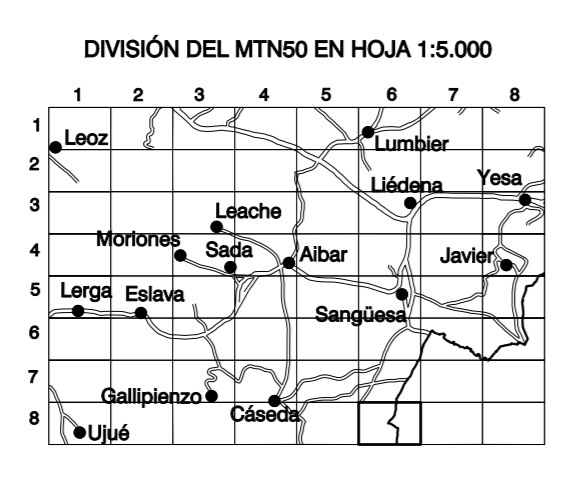 DIVISIÓN DEL MTN50 EN HOJA 1:5.000
1 2 3 4 5 6 7 8
1
Leoz
Lumbier
2
Liédena
Yesa
3
Leache
Moriones
Sada
Aibar
Javier
4
Lerga
Eslava
5
Sangüesa
6
7
Gallipienzo
Cáseda
8
Ujué